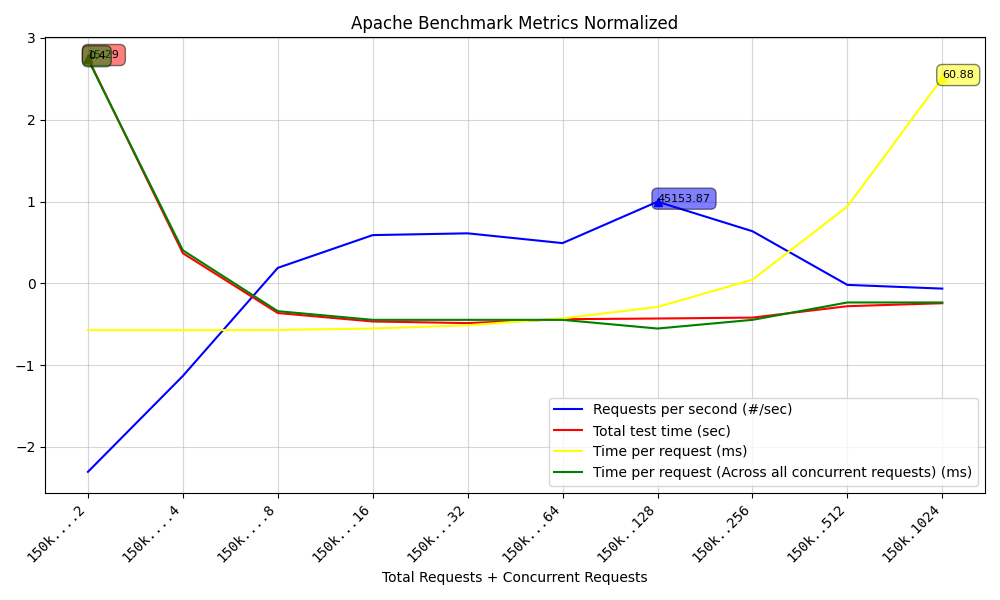 Apache Benchmark Metrics Normalized
3
2
1
0
−1
−2
0.4
45153.87
60.88
Requests per second (#/sec)
Total test time (sec)
Time per request (ms)
Time per request (Across all concurrent requests) (ms)
150k....2
150k....4
150k....8
150k...16
150k...32
150k...64
150k..128
150k..256
150k..512
150k.1024
Total Requests + Concurrent Requests